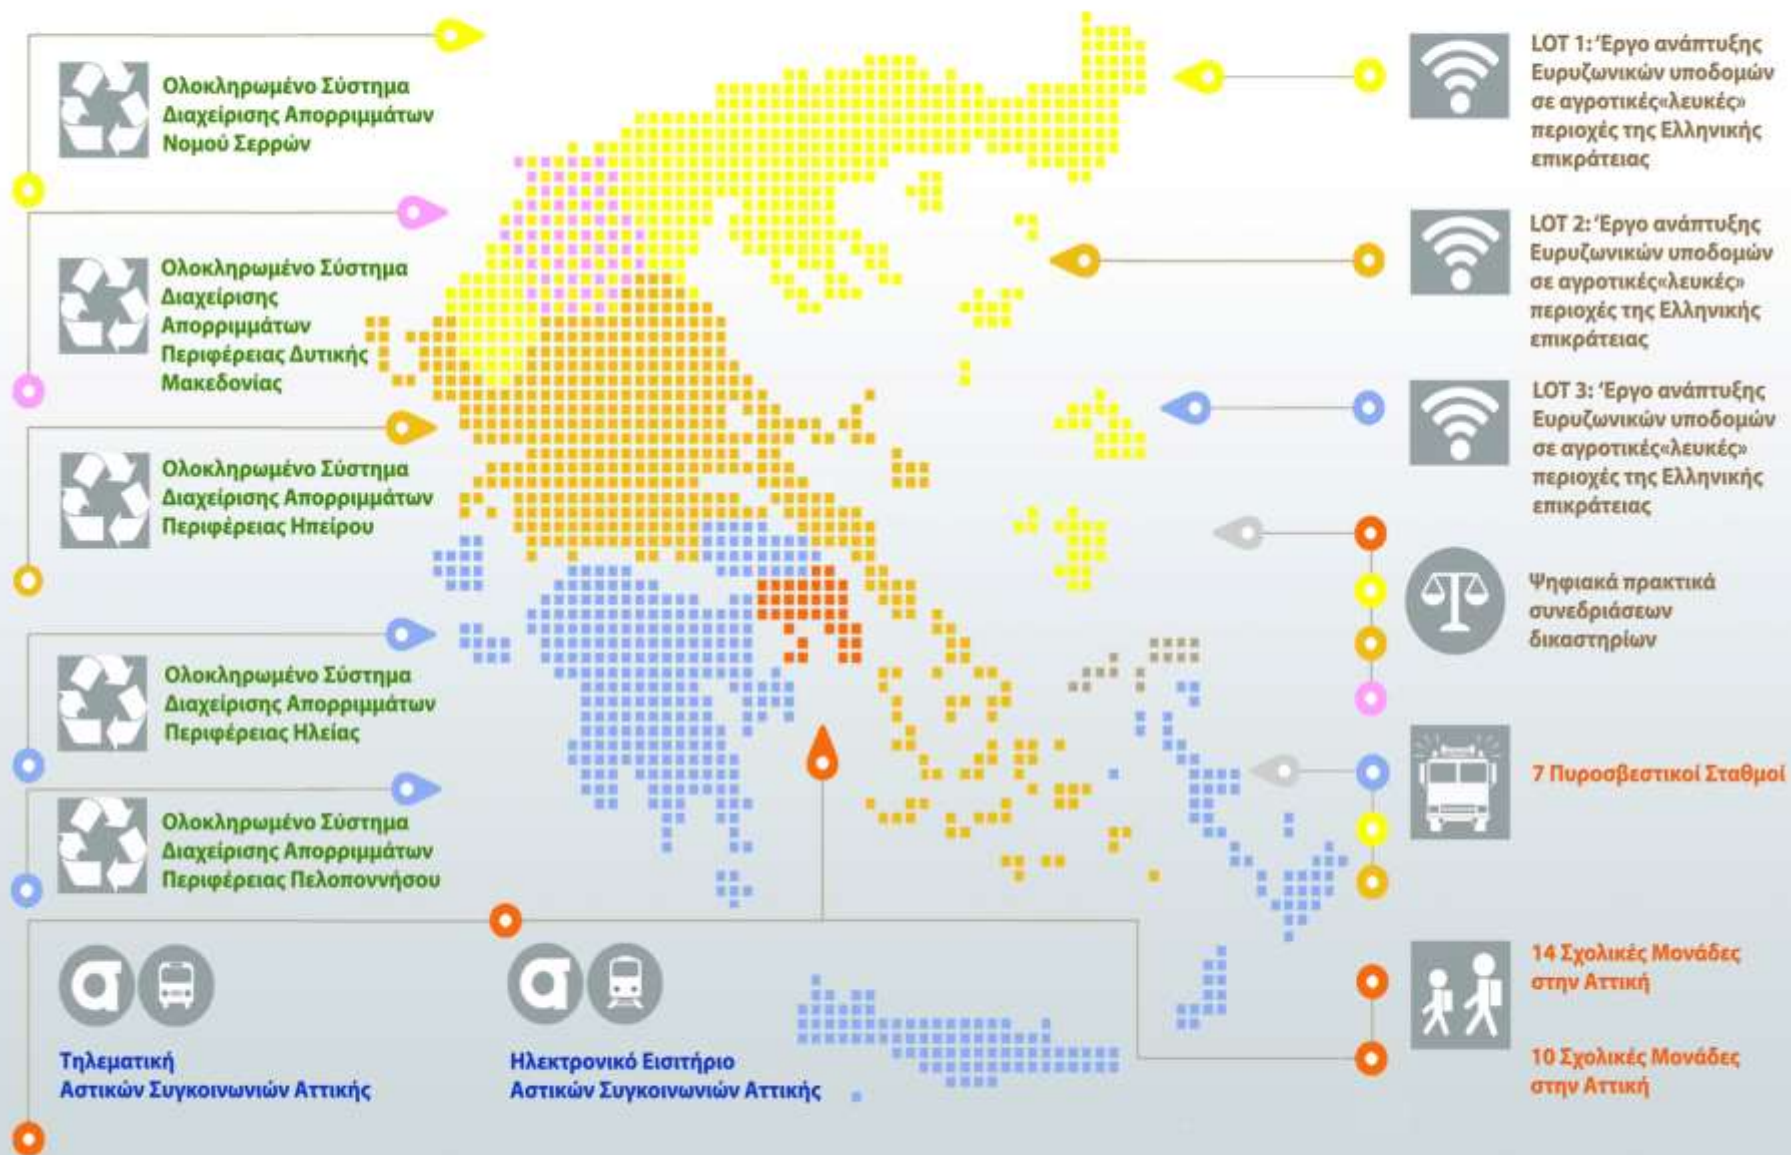 Ολοκληρωμένο Σύστημα
Διαχείρισης Απορριμμάτων
Νομού Σερρών
Ολοκληρωμένο Σύστημα
Διαχείρισης
Απορριμμάτων
Περιφέρειας Δυτικής
Μακεδονίας
Ολοκληρωμένο Σύστημα
Διαχείρισης Απορριμμάτων
Περιφέρειας Ηπείρου
Ολοκληρωμένο Σύστημα
Διαχείρισης Απορριμμάτων
Περιφέρειας Ηλείας
Ολοκληρωμένο Σύστημα
Διαχείρισης Απορριμμάτων
Περιφέρειας Πελοποννήσου
Τηλεματική
Αστικών Συγκοινωνιών Αττικής
Ηλεκτρονικό Εισιτήριο
Αστικών Συγκοινωνιών Αττικής
LOT 1: Έργο ανάπτυξης
Ευρυζωνικών υποδομών
σε αγροτικές«λευκές»
περιοχές της Ελληνικής
επικράτειας
LOT 2: Έργο ανάπτυξης
Ευρυζωνικών υποδομών
σε αγροτικές«λευκές»
περιοχές της Ελληνικής
επικράτειας
LOT 3: Έργο ανάπτυξης
Ευρυζωνικών υποδομών
σε αγροτικές«λευκές»
περιοχές της Ελληνικής
επικράτειας
Ψηφιακά πρακτικά
συνεδριάσεων
δικαστηρίων
7 Πυροσβεστικοί Σταθμοί
14 Σχολικές Μονάδες
στην Αττική
10 Σχολικές Μονάδες
στην Αττική